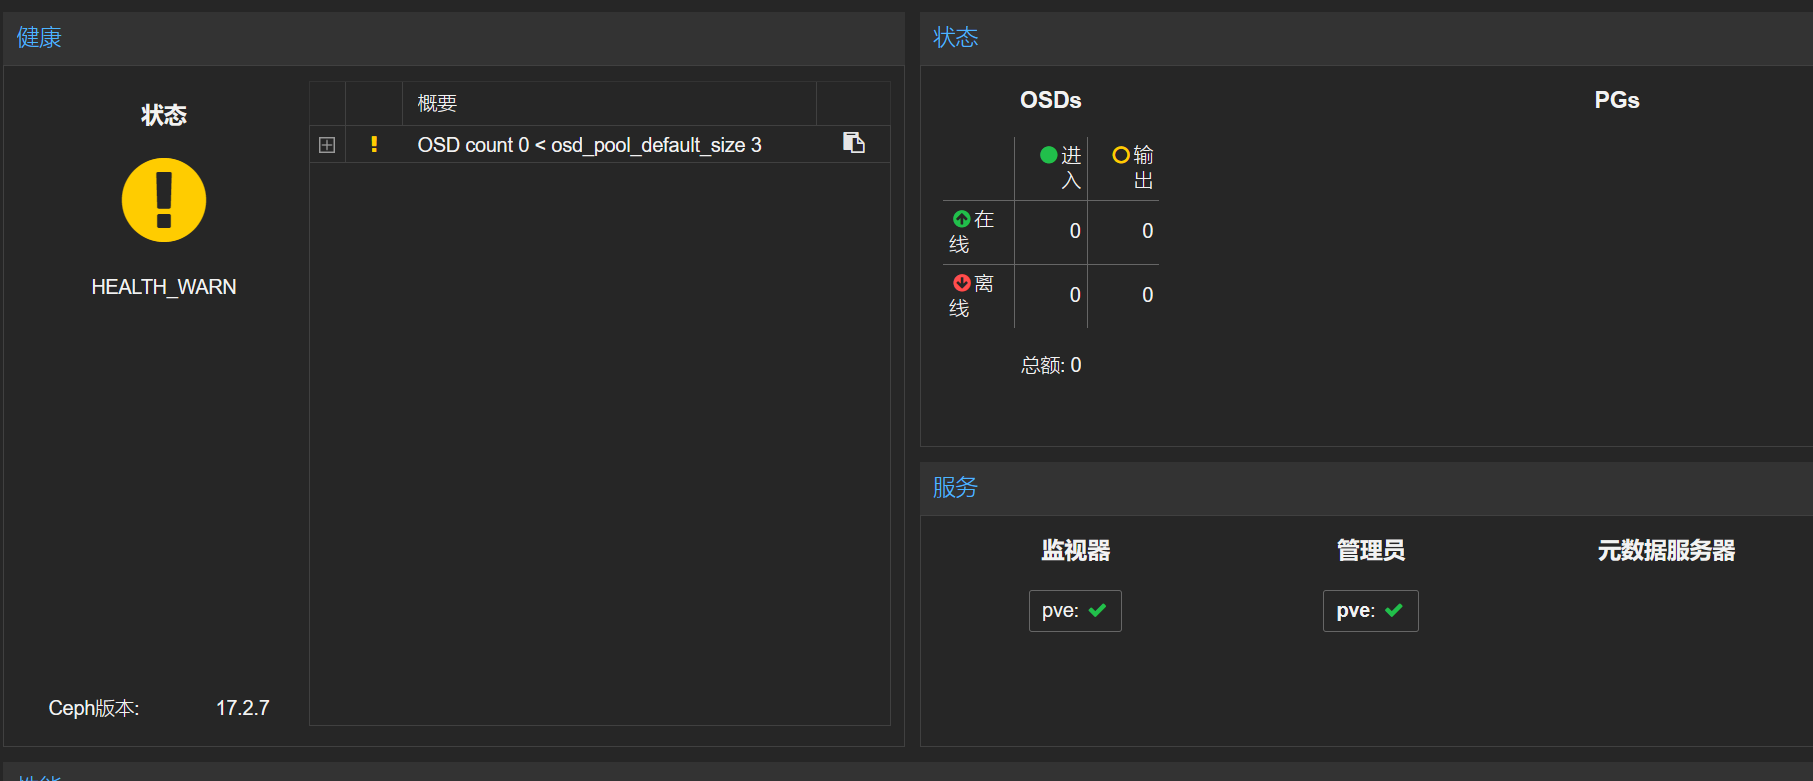 健康
状态
概要
OSD count 0 < osd_pool_default_size 3
HEALTH_WARN
Ceph版本: 17.2.7
状态
OSDs
PGs
进入
输出
在线 0 0
离线 0 0
总额: 0
服务
监视器 管理员 元数据服务器
pve: pve:
性能